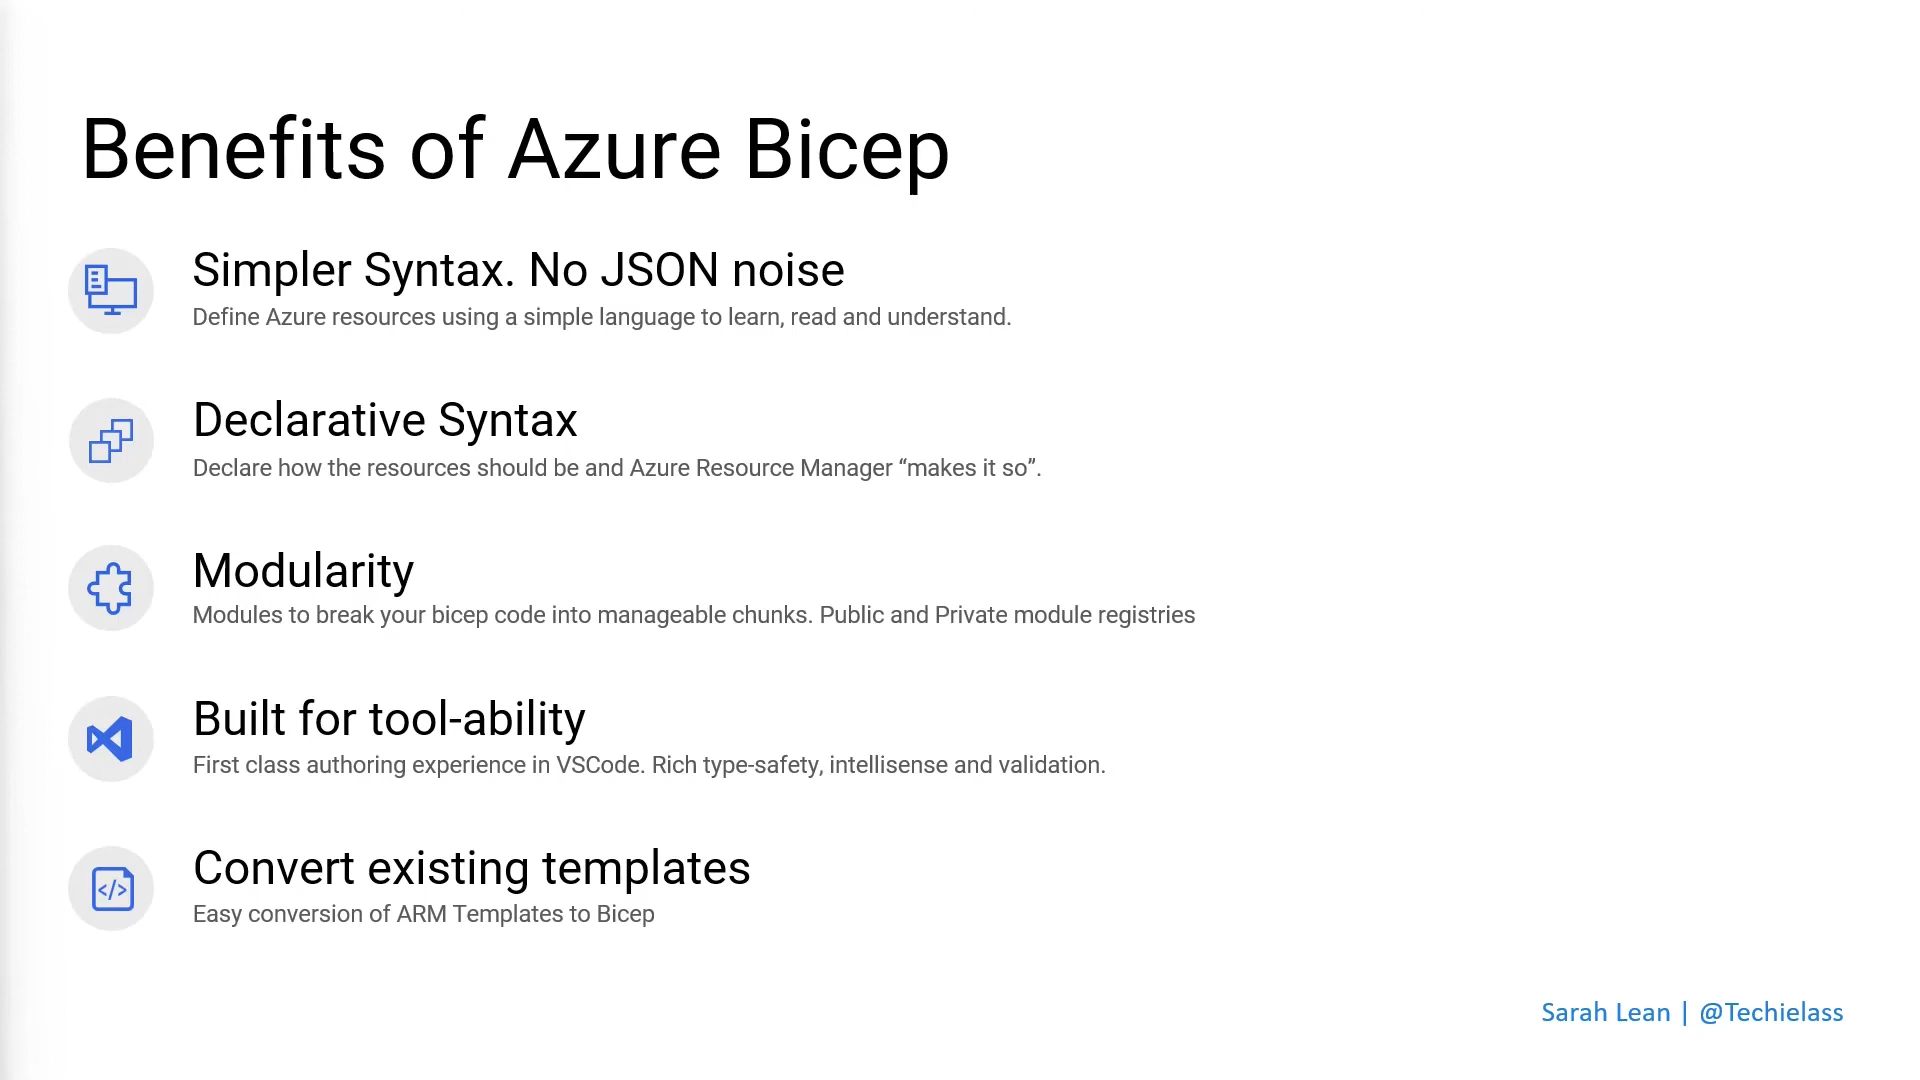 Benefits of Azure Bicep
Simpler Syntax. No JSON noise
Define Azure resources using a simple language to learn, read and understand.
Declarative Syntax
Declare how the resources should be and Azure Resource Manager “makes it so”.
Modularity
Modules to break your bicep code into manageable chunks. Public and Private module registries
Built for tool-ability
First class authoring experience in VSCode. Rich type-safety, intellisense and validation.
Convert existing templates
Easy conversion of ARM Templates to Bicep
Sarah Lean | @Techielass